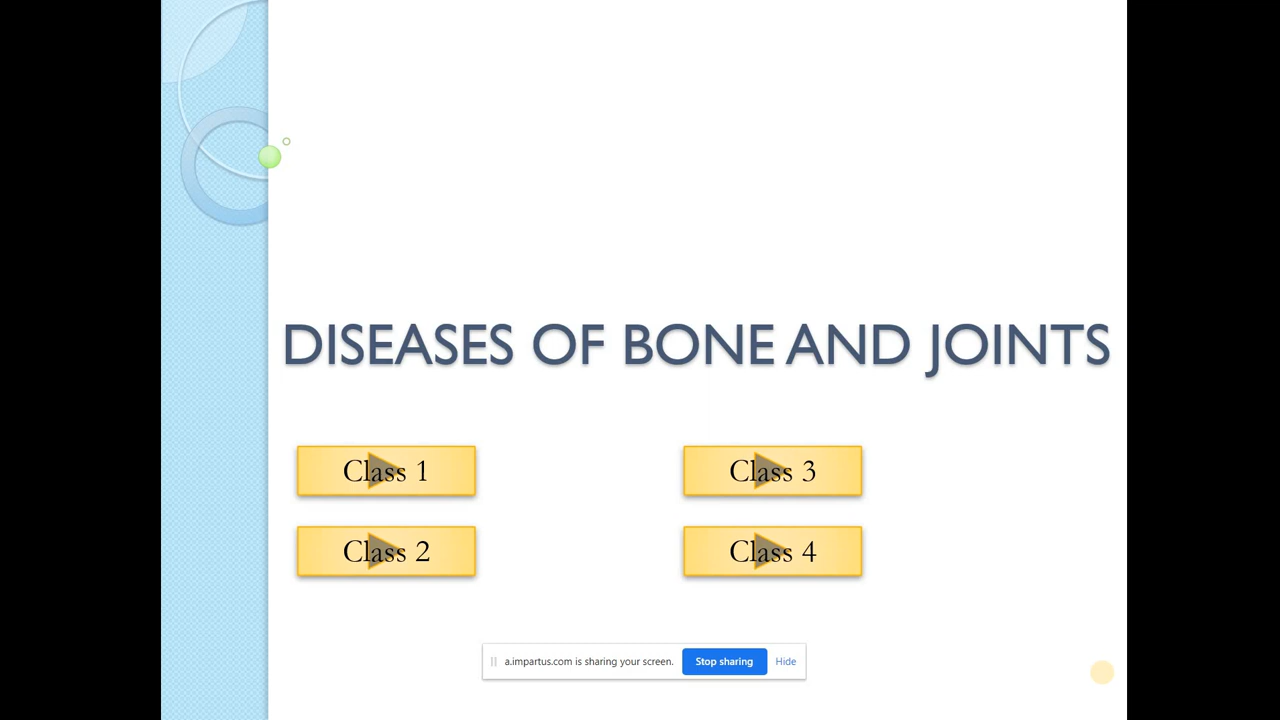 DISEASES OF BONE AND JOINTS
Class 1
Class 3
Class 2
Class 4
a.impartus.com is sharing your screen. Stop sharing Hide